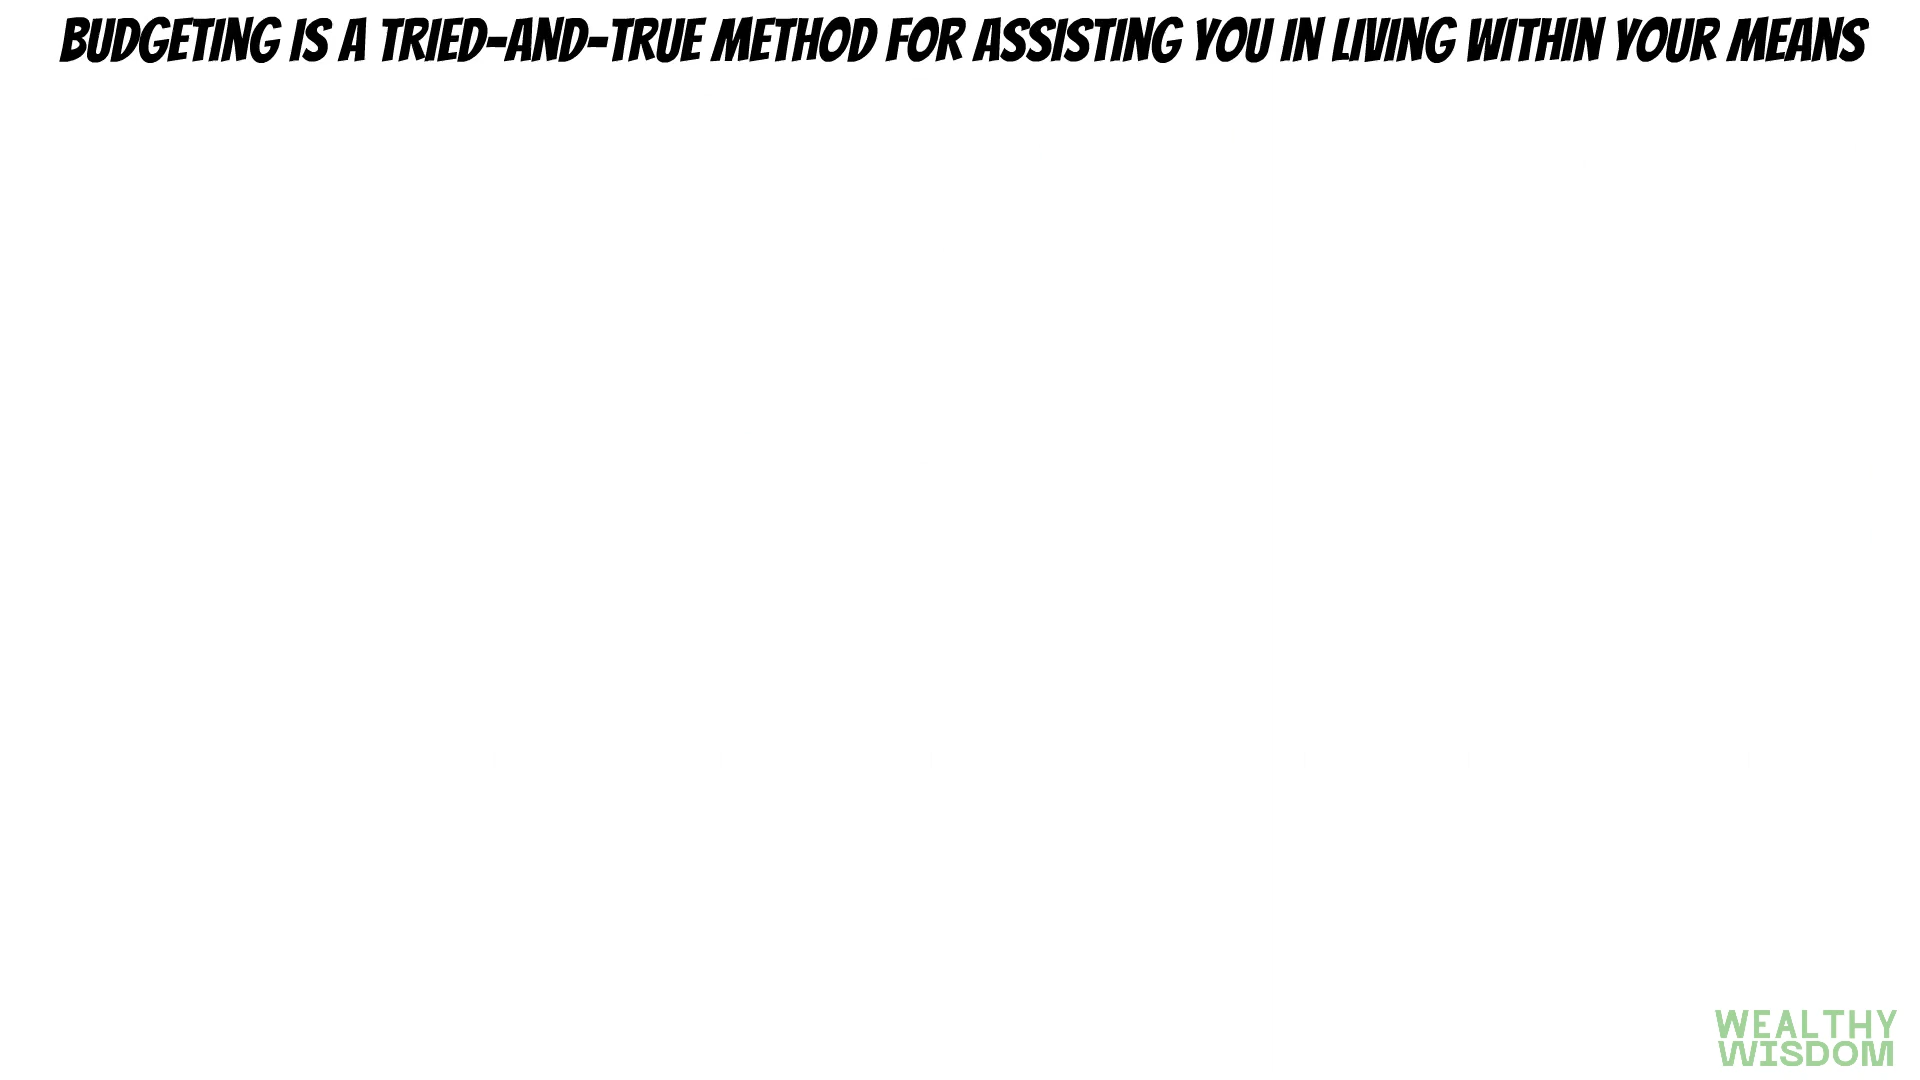 BUDGETING IS A TRIED-AND-TRUE METHOD FOR ASSISTING YOU IN LIVING WITHIN YOUR MEANS
WEALTHY
WISDOM